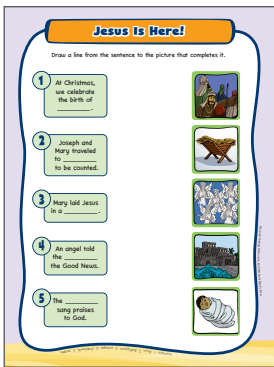 Jesus Is Here!
Draw a line from the sentence to the picture that completes it.
1
At Christmas,
we celebrate
the birth of
________.
2
Joseph and
Mary traveled
to ________
to be counted.
3
Mary laid Jesus
in a ________.
4
An angel told
the ________
the Good News.
5
The ________
sang praises
to God.